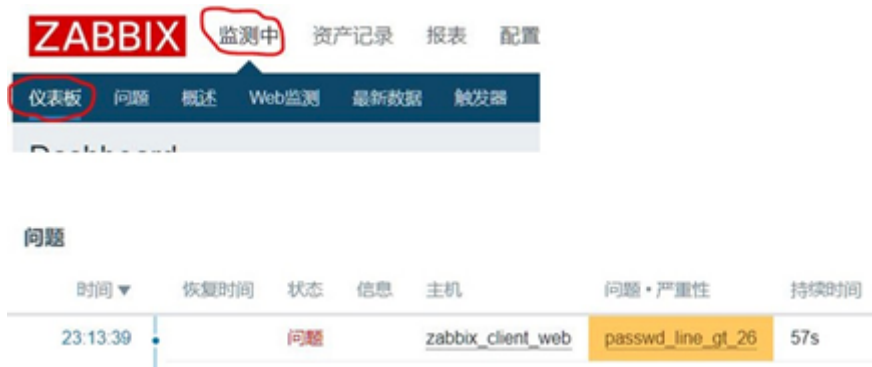 ZABBIX 监测中 资产记录 报表 配置
仪表板 问题 概述 Web监测 最新数据 触发器
Dashboard
问题
时间▼ 恢复时间 状态 信息 主机 问题・严重性 持续时间
23:13:39 问题 zabbix_client_web passwd_line_gt_26 57s